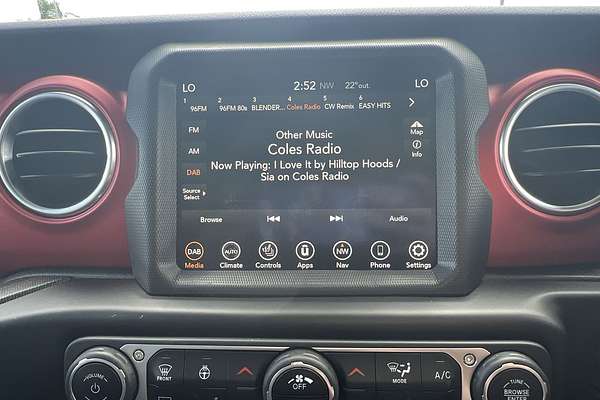 LO 2:52 NW 22°out. LO
1 2 3 4 5 6
96FM 96FM 80s BLENDER... Coles Radio CW Remix EASY HITS
FM
AM
DAB
Source
Select
Other Music
Coles Radio
Now Playing: I Love It by Hilltop Hoods /
Sia on Coles Radio
Map
Info
Browse
Audio
DAB AUTO NW
Media Climate Controls Apps Nav Phone Settings
VOLUME
FRONT
OFF
MODE
A/C
TUNE
BROWSE
ENTER